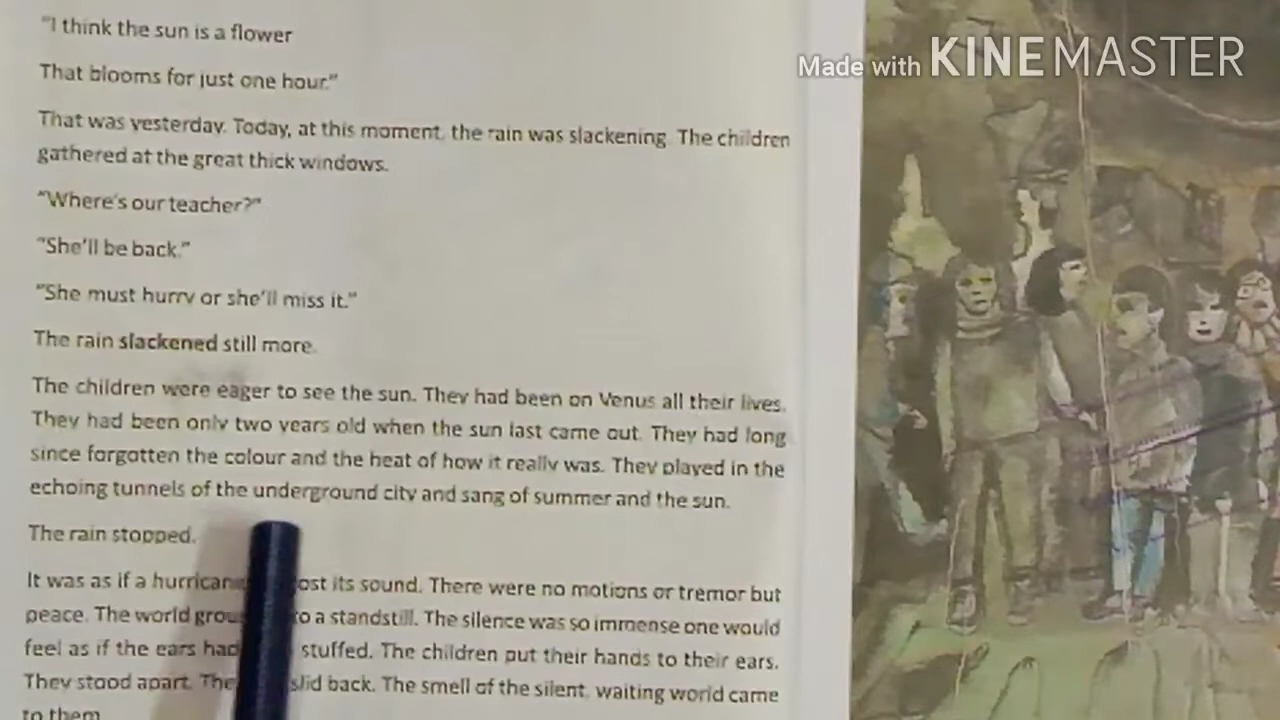 "I think the sun is a flower
That blooms for just one hour."
That was yesterday. Today, at this moment, the rain was slackening. The children
gathered at the great thick windows.
"Where's our teacher?"
"She'll be back."
"She must hurry or she'll miss it."
The rain slackened still more.
The children were eager to see the sun. They had been on Venus all their lives.
They had been only two years old when the sun last came out. They had long
since forgotten the colour and the heat of how it really was. They played in the
echoing tunnels of the underground city and sang of summer and the sun.
The rain stopped.
It was as if a hurrican ost its sound. There were no motions or tremor but
peace. The world grou to a standstill. The silence was so immense one would
feel as if the ears had stuffed. The children put their hands to their ears.
They stood apart. The slid back. The smell of the silent, waiting world came
to them
Made with KINEMASTER